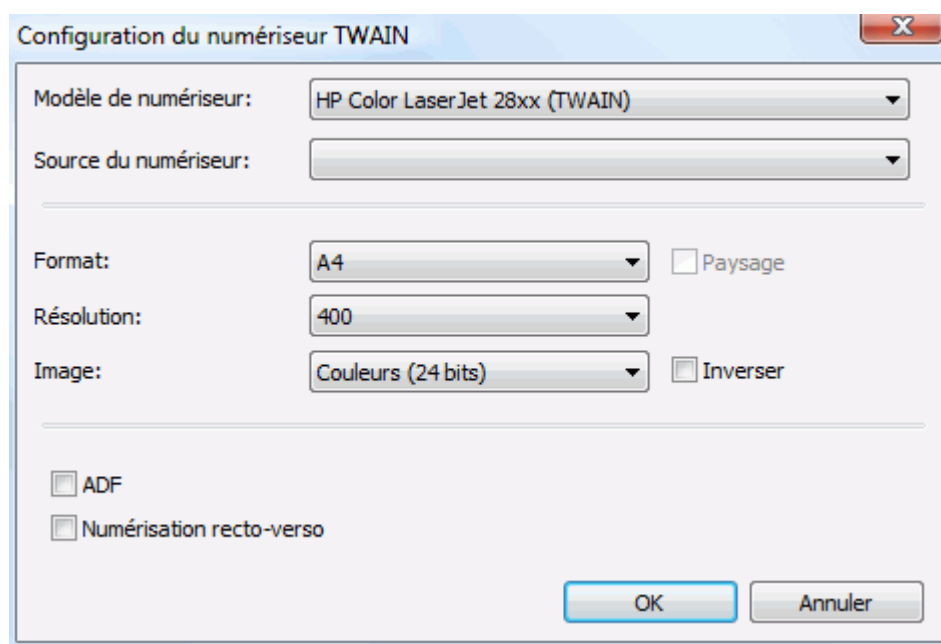 Configuration du numériseur TWAIN
Modèle de numériseur: HP Color LaserJet 28xx (TWAIN)
Source du numériseur:
Format: A4 Paysage
Résolution: 400
Image: Couleurs (24 bits) Inverser
ADF
Numérisation recto-verso
OK Annuler